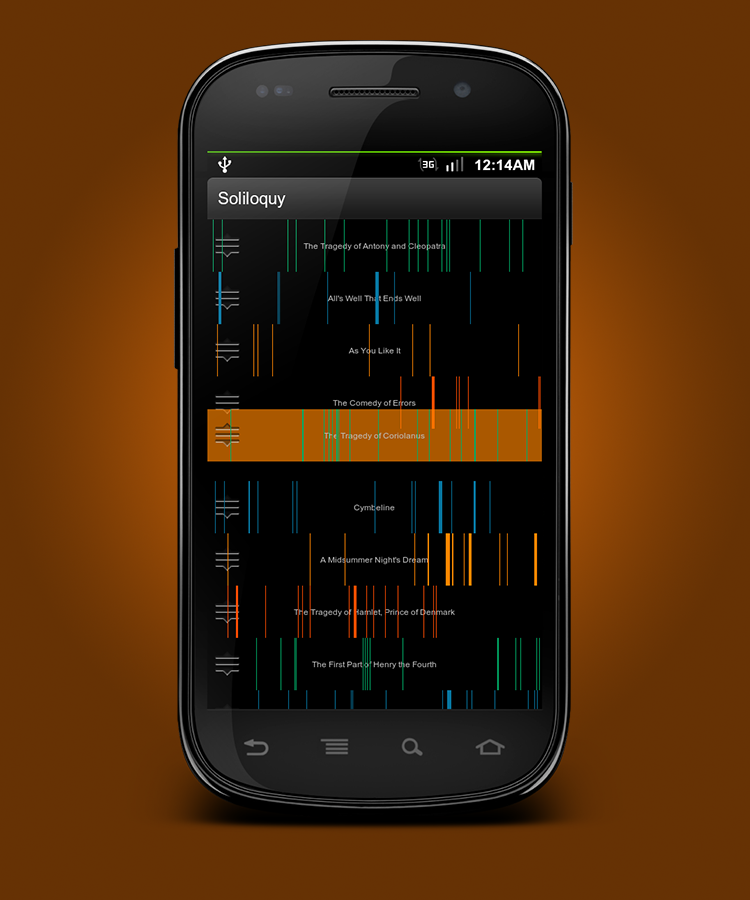 3G 12:14AM
Soliloquy
The Tragedy of Antony and Cleopatra
All's Well That Ends Well
As You Like It
The Comedy of Errors
The Tragedy of Coriolanus
Cymbeline
A Midsummer Night's Dream
The Tragedy of Hamlet, Prince of Denmark
The First Part of Henry the Fourth